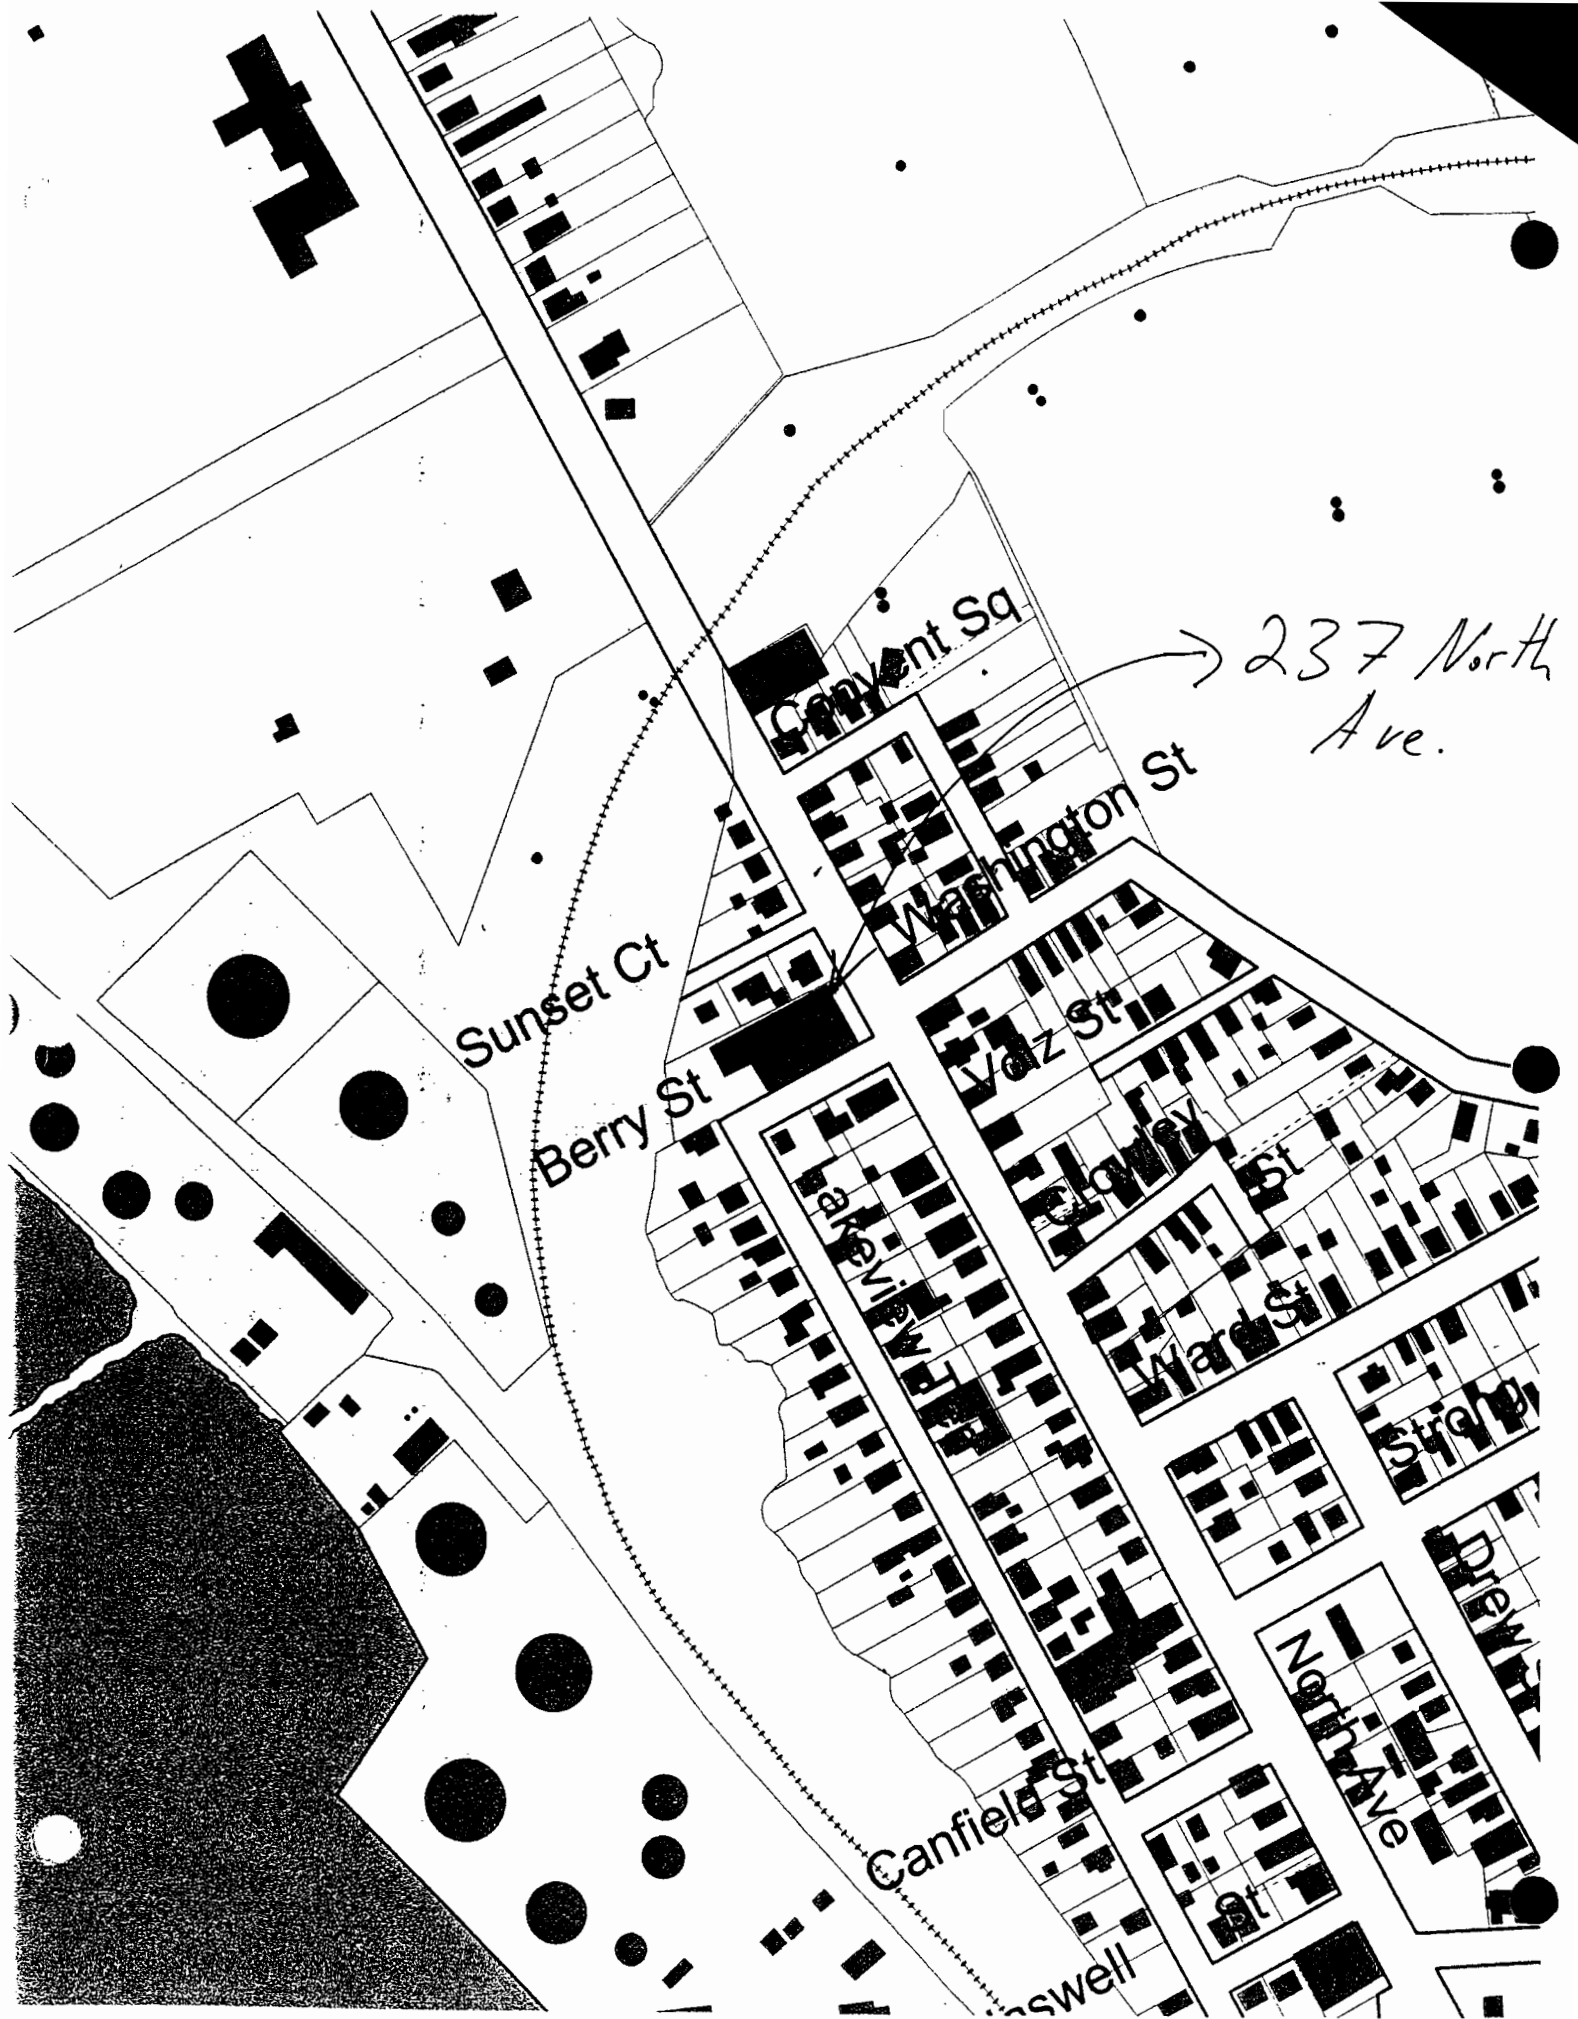 Convent Sq
237 North
Ave.
Washington St
Sunset Ct
Volz St
Berry St
Crowley
St
akeview Ter
Ward St
Strong
Drew S
North Ave
Canfield St
St
swell